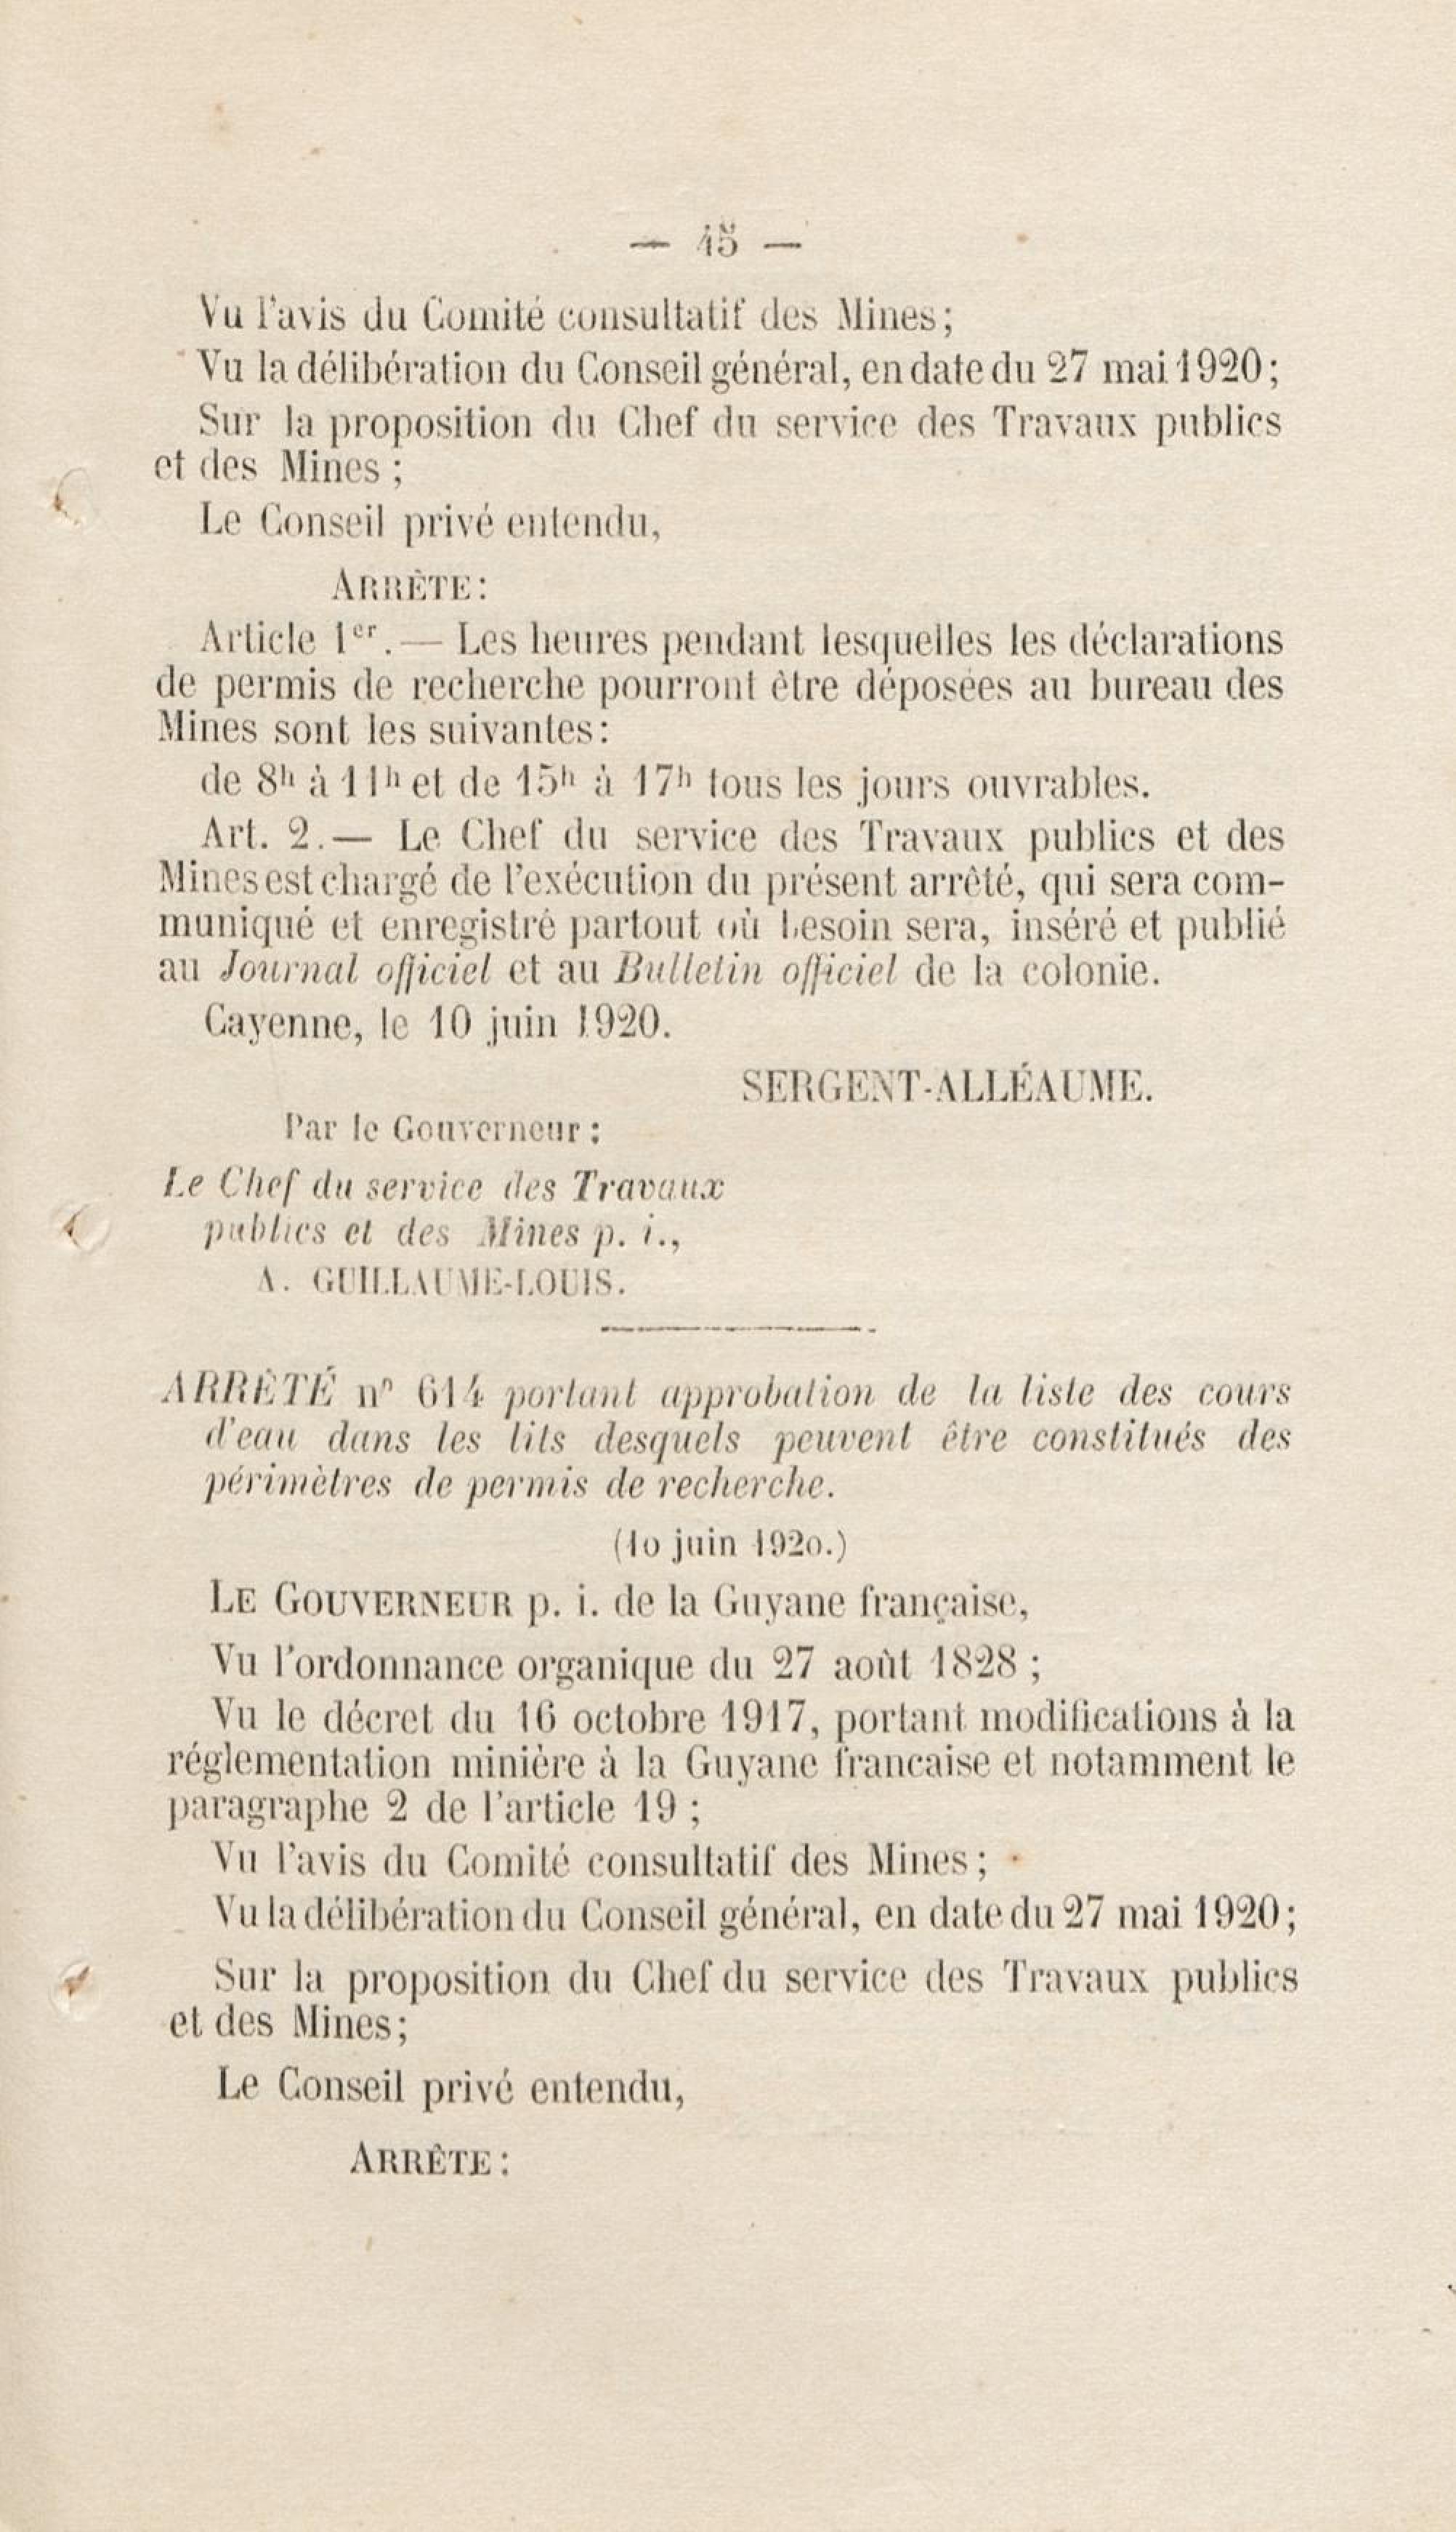 — 45 —
Vu l'avis du Comité consultatif des Mines;
Vu la délibération du Conseil général, en date du 27 mai 1920;
Sur la proposition du Chef du service des Travaux publics
et des Mines;
Le Conseil privé entendu,
ARRÊTE:
Article 1er. — Les heures pendant lesquelles les déclarations
de permis de recherche pourront être déposées au bureau des
Mines sont les suivantes:
de 8h à 11h et de 15h à 17h tous les jours ouvrables.
Art. 2. — Le Chef du service des Travaux publics et des
Mines est chargé de l'exécution du présent arrêté, qui sera com-
muniqué et enregistré partout où besoin sera, inséré et publié
au Journal officiel et au Bulletin officiel de la colonie.
Cayenne, le 10 juin 1920.
SERGENT-ALLÉAUME.
Par le Gouverneur:
Le Chef du service des Travaux
publics et des Mines p. i.,
A. GUILLAUME-LOUIS.
ARRÊTÉ no 614 portant approbation de la liste des cours
d'eau dans les lits desquels peuvent être constitués des
périmètres de permis de recherche.
(10 juin 1920.)
LE GOUVERNEUR p. i. de la Guyane française,
Vu l'ordonnance organique du 27 août 1828;
Vu le décret du 16 octobre 1917, portant modifications à la
réglementation minière à la Guyane francaise et notamment le
paragraphe 2 de l'article 19;
Vu l'avis du Comité consultatif des Mines;
Vu la délibération du Conseil général, en date du 27 mai 1920;
Sur la proposition du Chef du service des Travaux publics
et des Mines;
Le Conseil privé entendu,
ARRÊTE: